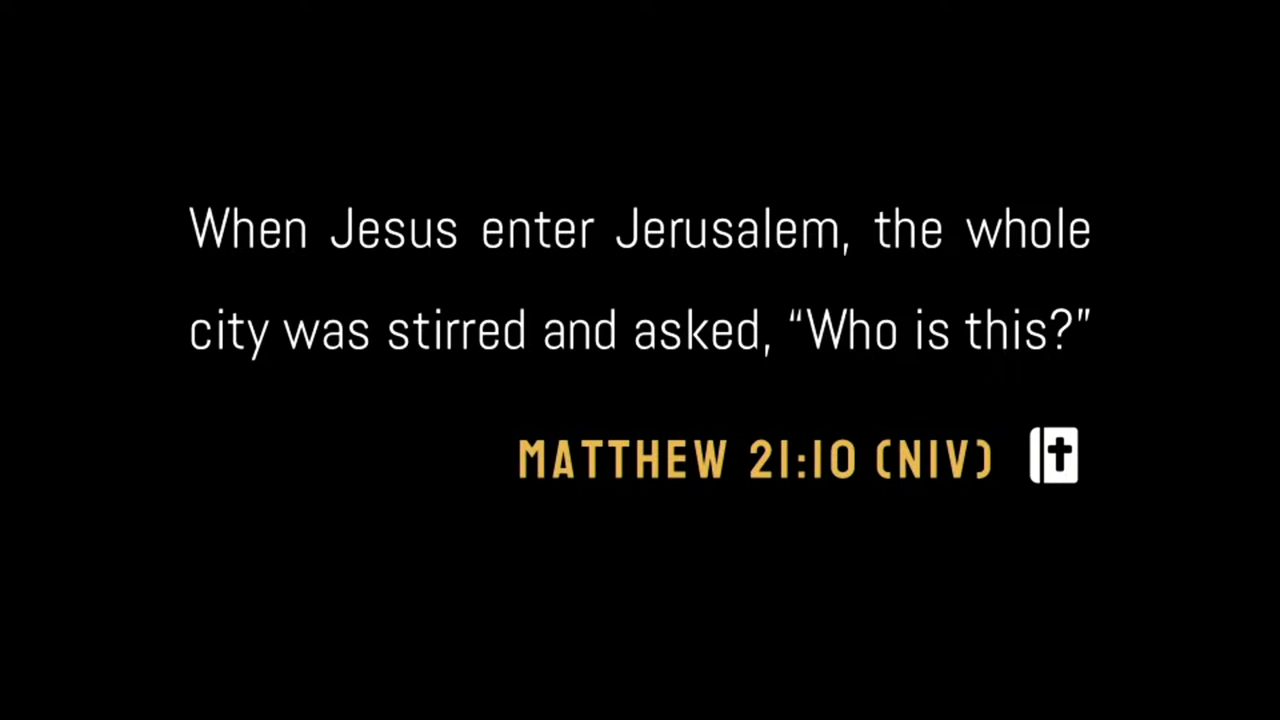 When Jesus enter Jerusalem, the whole
city was stirred and asked, “Who is this?”
MATTHEW 21:10 (NIV)